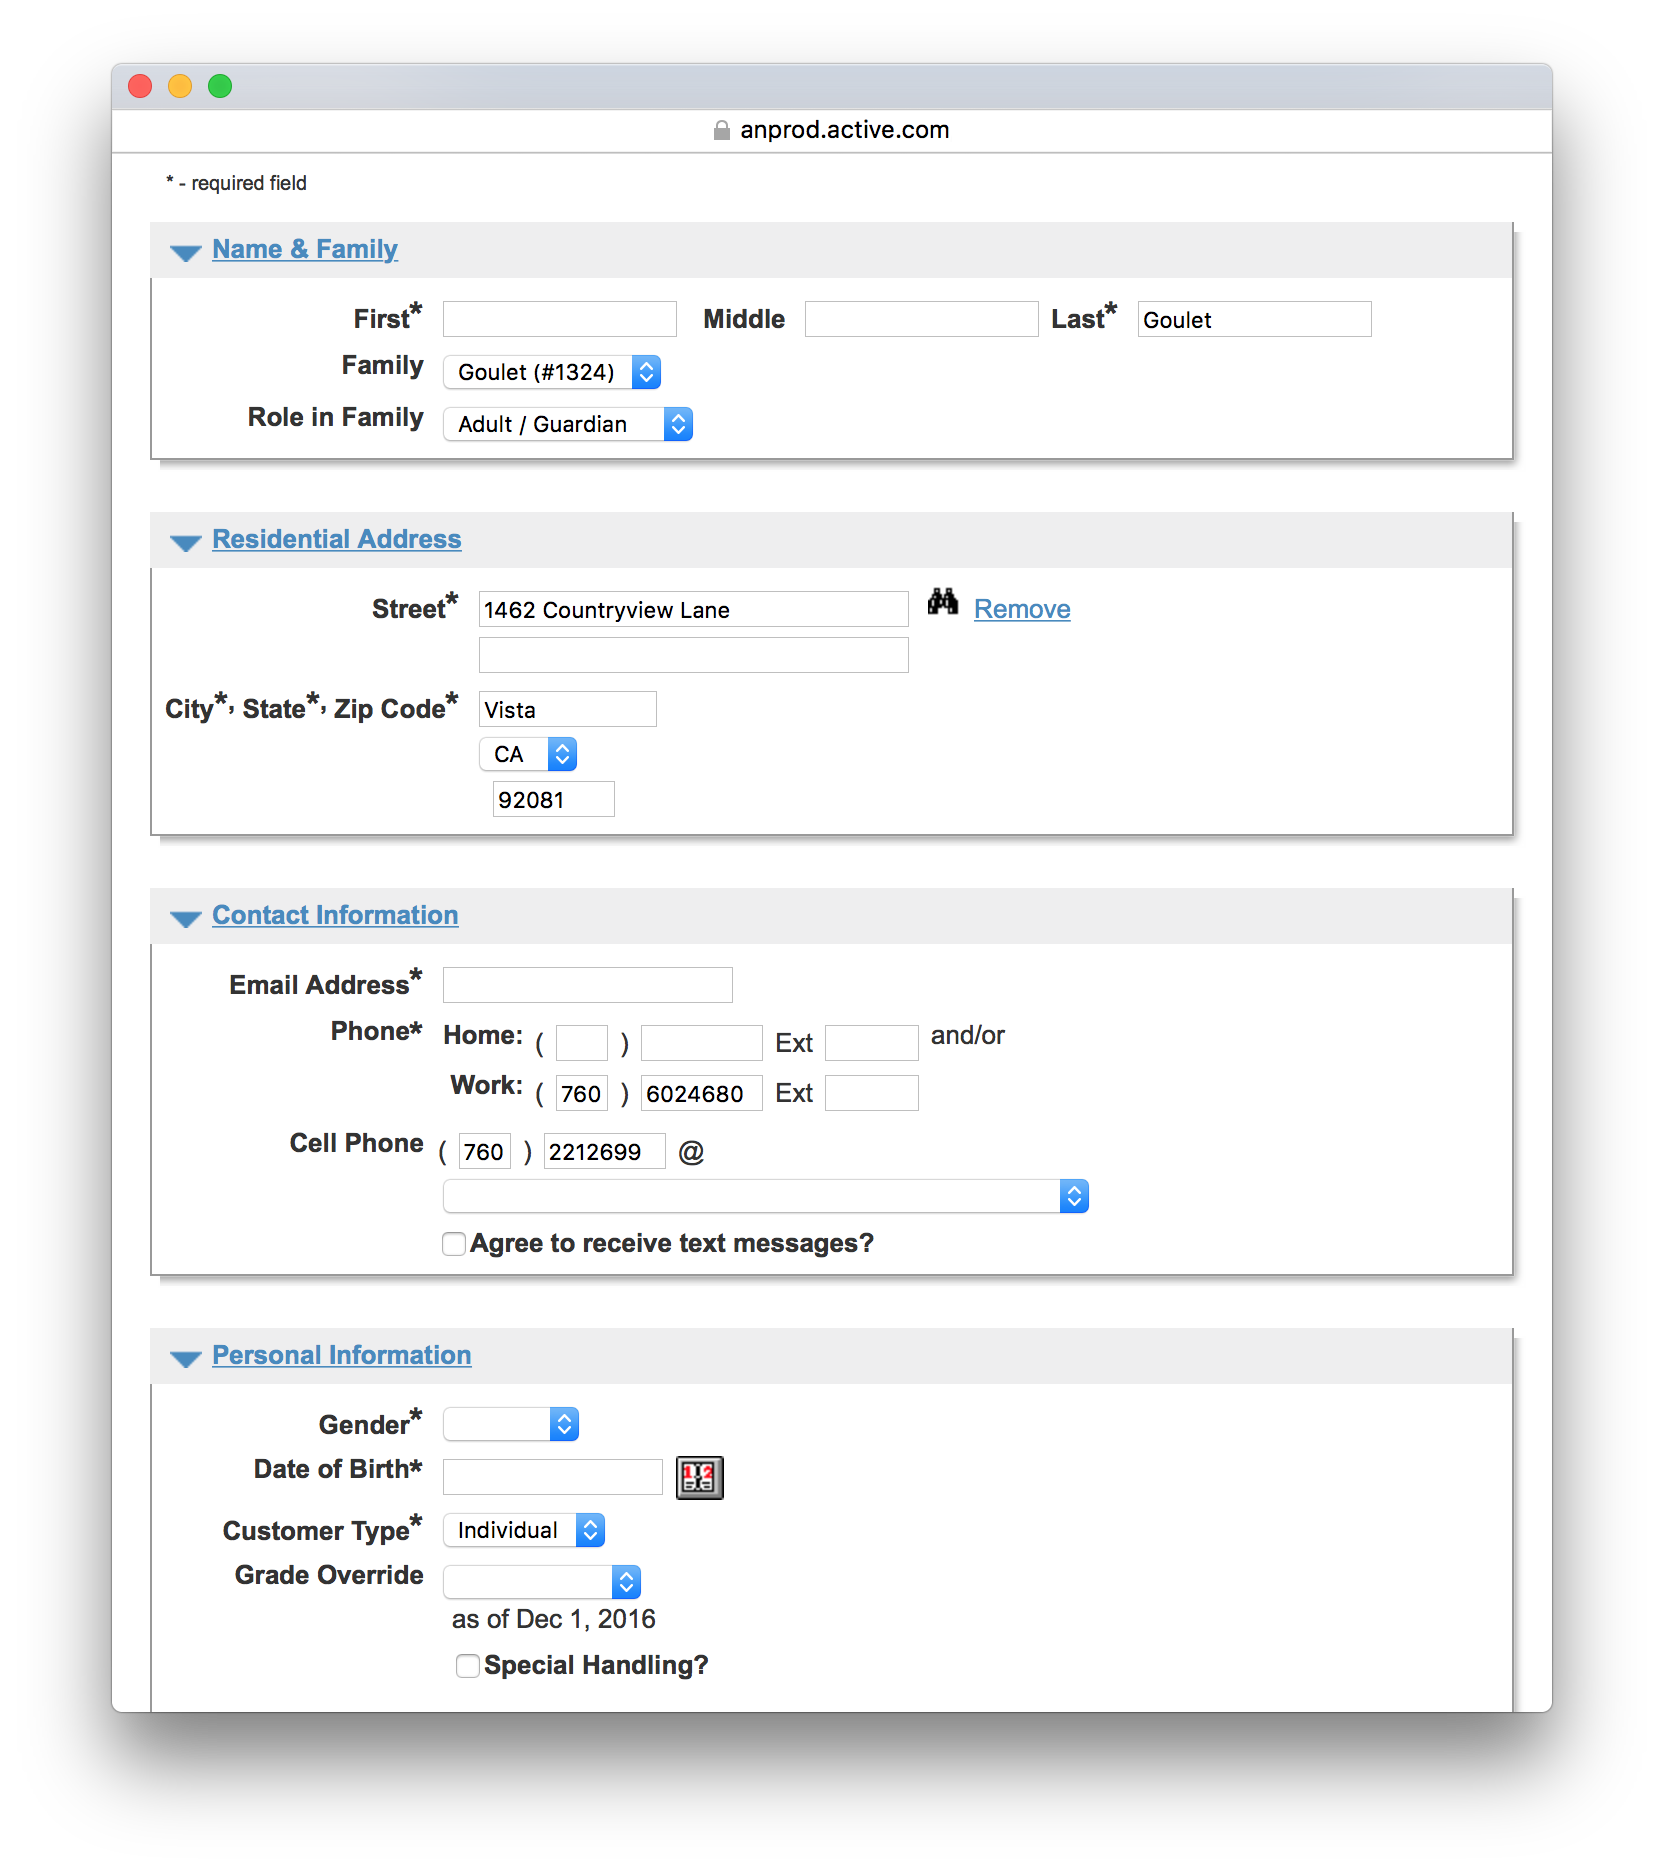 anprod.active.com
* - required field
Name & Family
First* Middle Last* Goulet
Family Goulet (#1324)
Role in Family Adult / Guardian
Residential Address
Street* 1462 Countryview Lane Remove
City*, State*, Zip Code* Vista
CA
92081
Contact Information
Email Address*
Phone* Home: ( ) Ext and/or
Work: ( 760 ) 6024680 Ext
Cell Phone ( 760 ) 2212699 @
Agree to receive text messages?
Personal Information
Gender*
Date of Birth* 12
Customer Type* Individual
Grade Override
as of Dec 1, 2016
Special Handling?